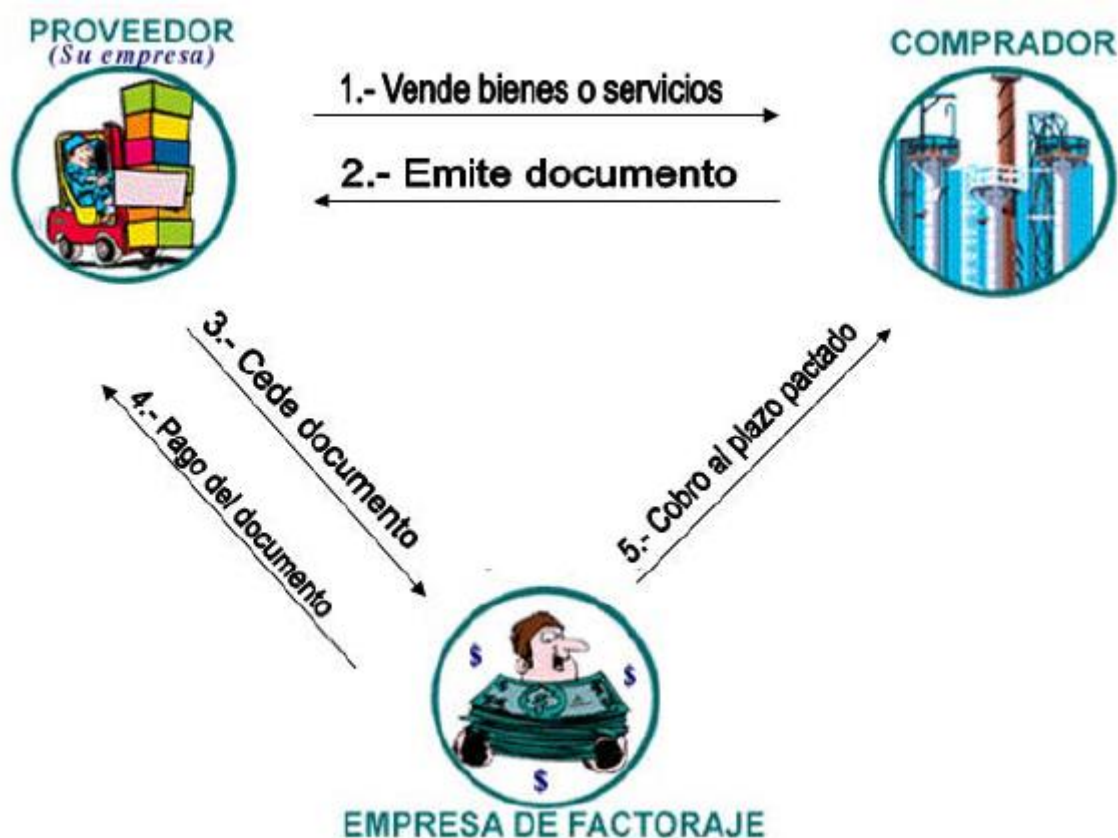 PROVEEDOR
(Su empresa)
COMPRADOR
1.- Vende bienes o servicios
2.- Emite documento
3.- Cede documento
4.- Pago del documento
5.- Cobro al plazo pactado
$
$
$
EMPRESA DE FACTORAJE